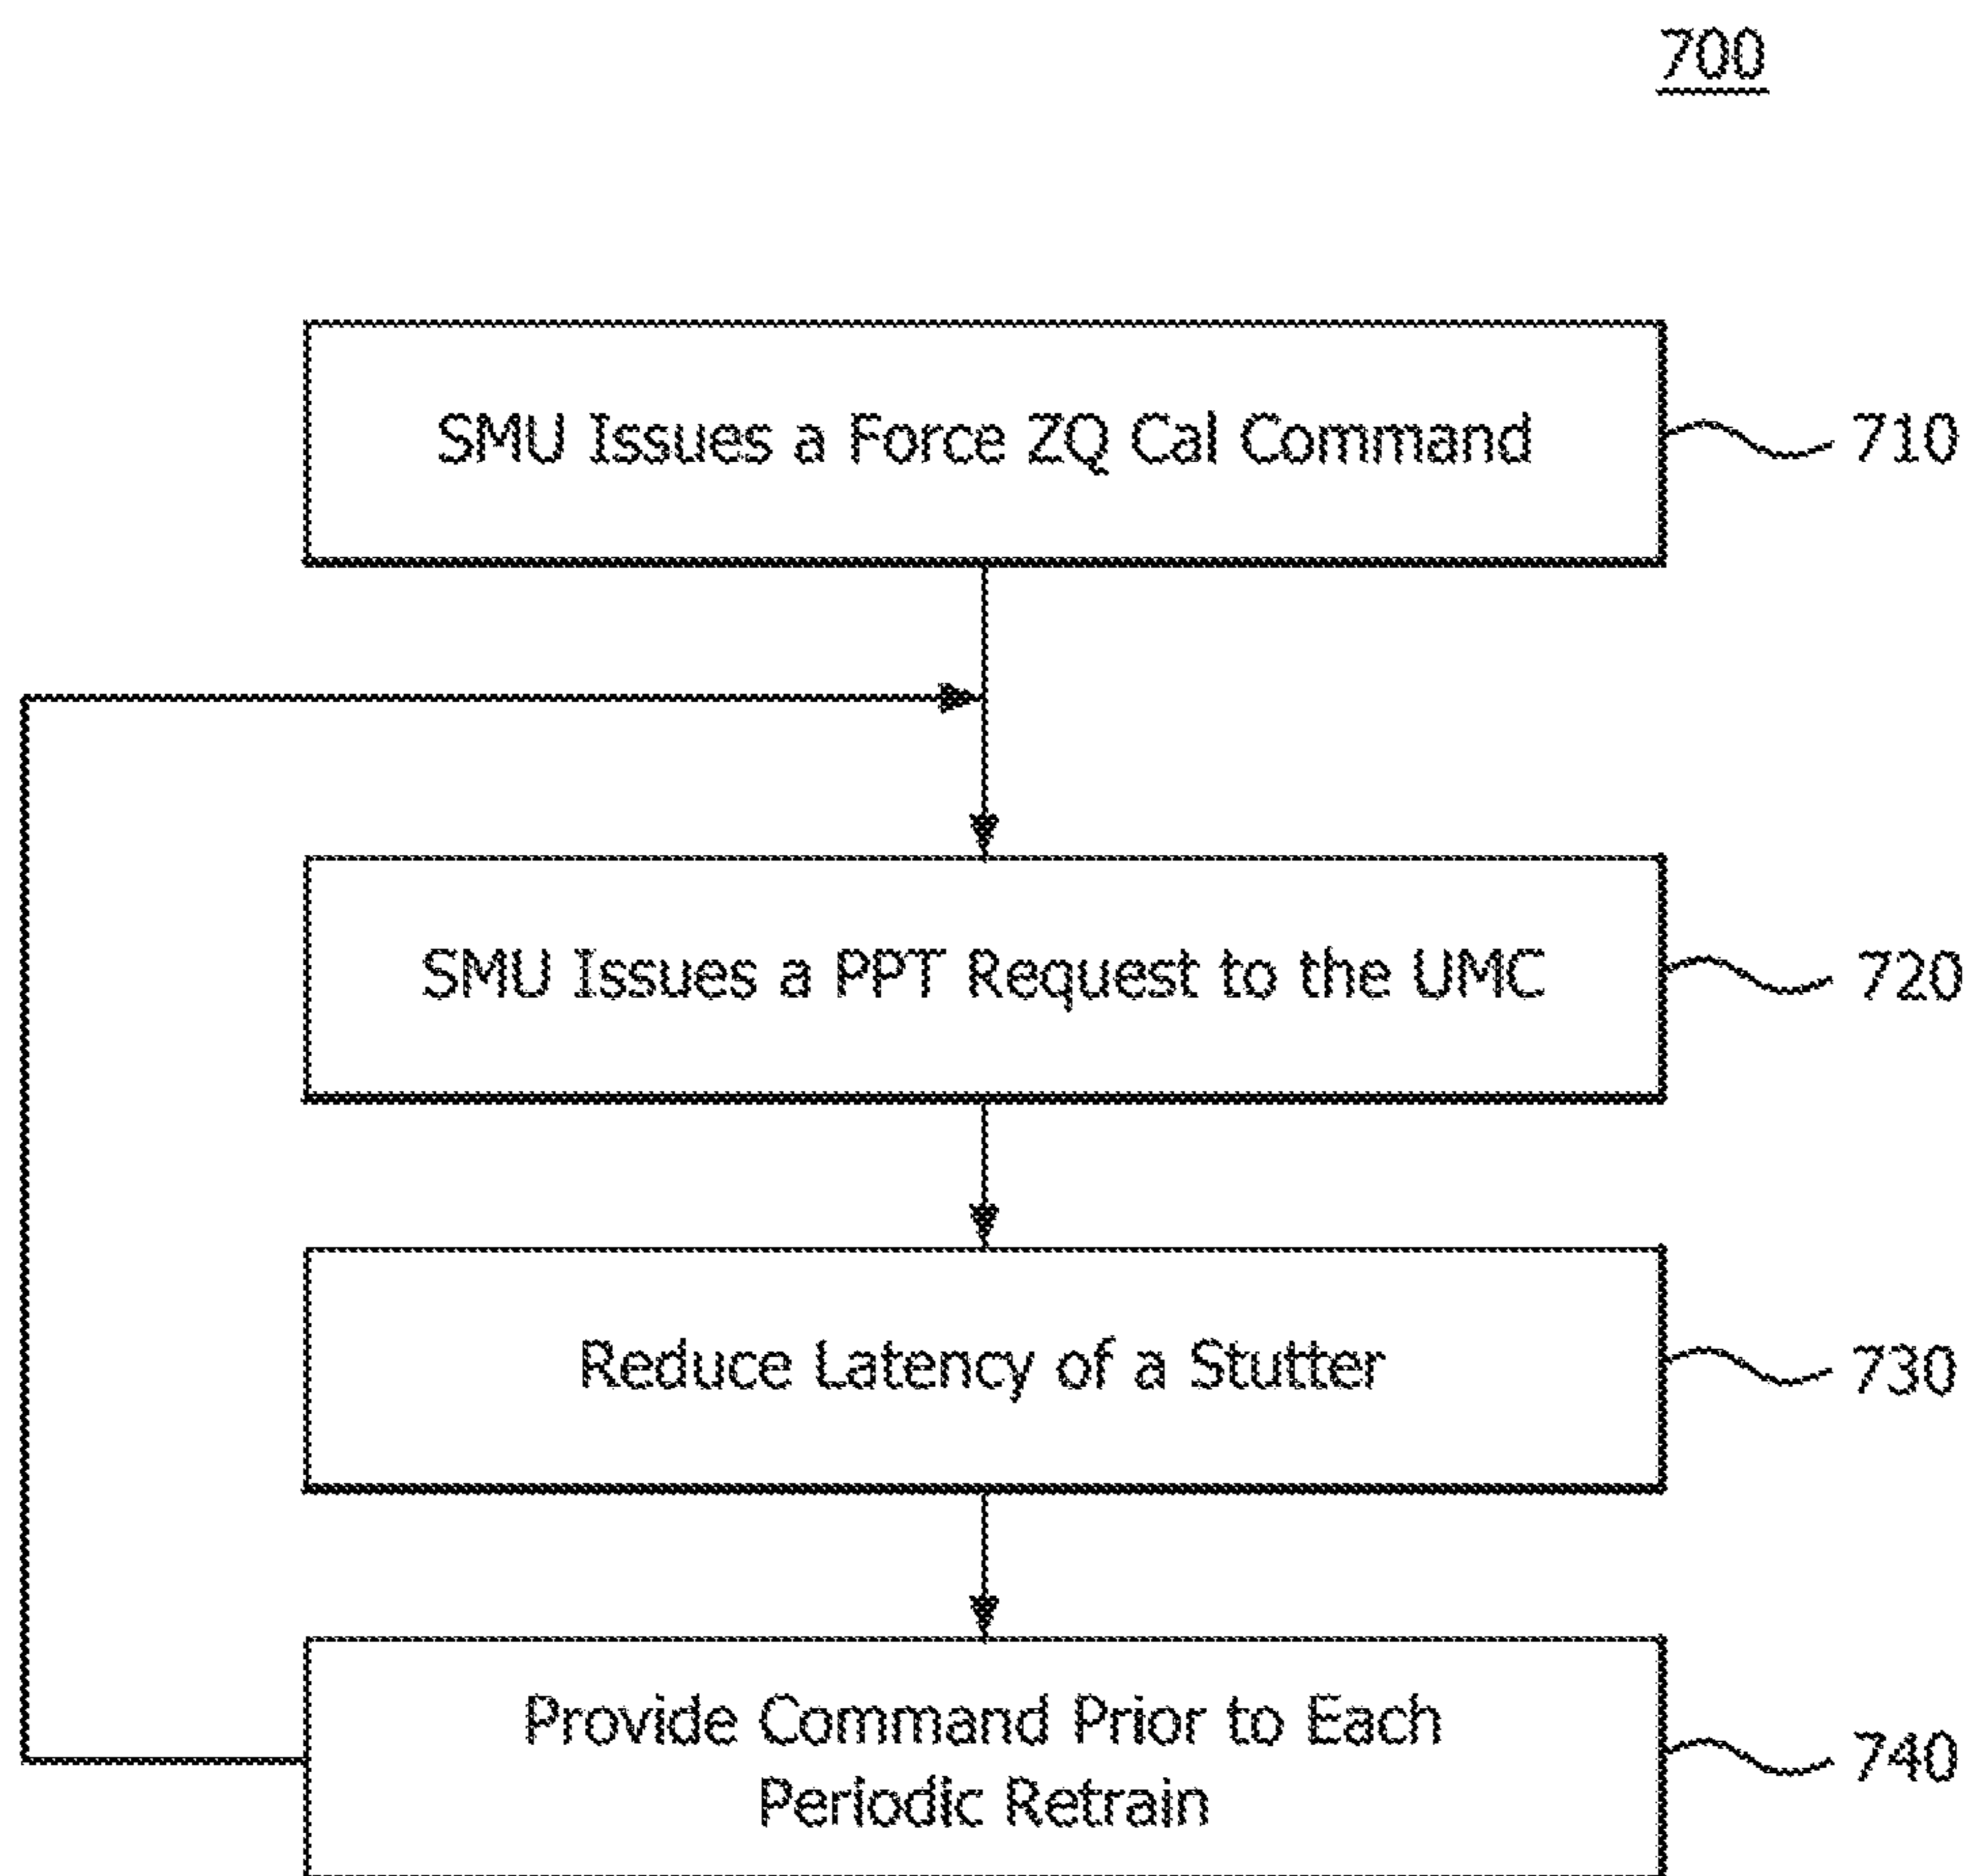 700
SMU Issues a Force ZQ Cal Command
710
SMU Issues a PPT Request to the UMC
720
Reduce Latency of a Stutter
730
Provide Command Prior to Each
Periodic Retrain
740